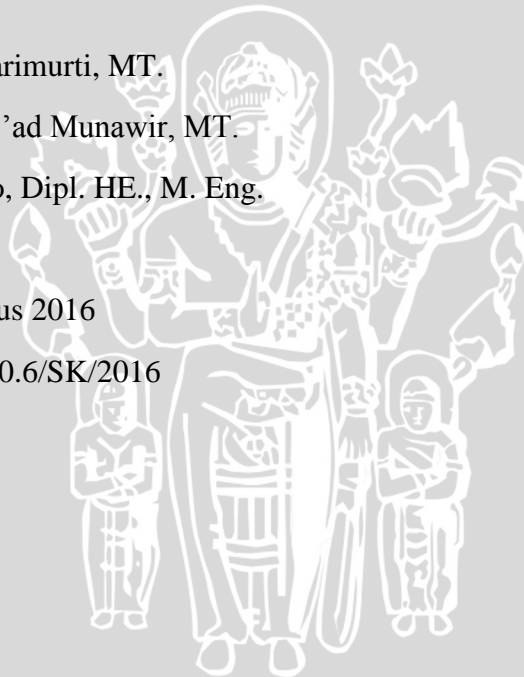 arimurti, MT.
'ad Munawir, MT.
o, Dipl. HE., M. Eng.
us 2016
0.6/SK/2016